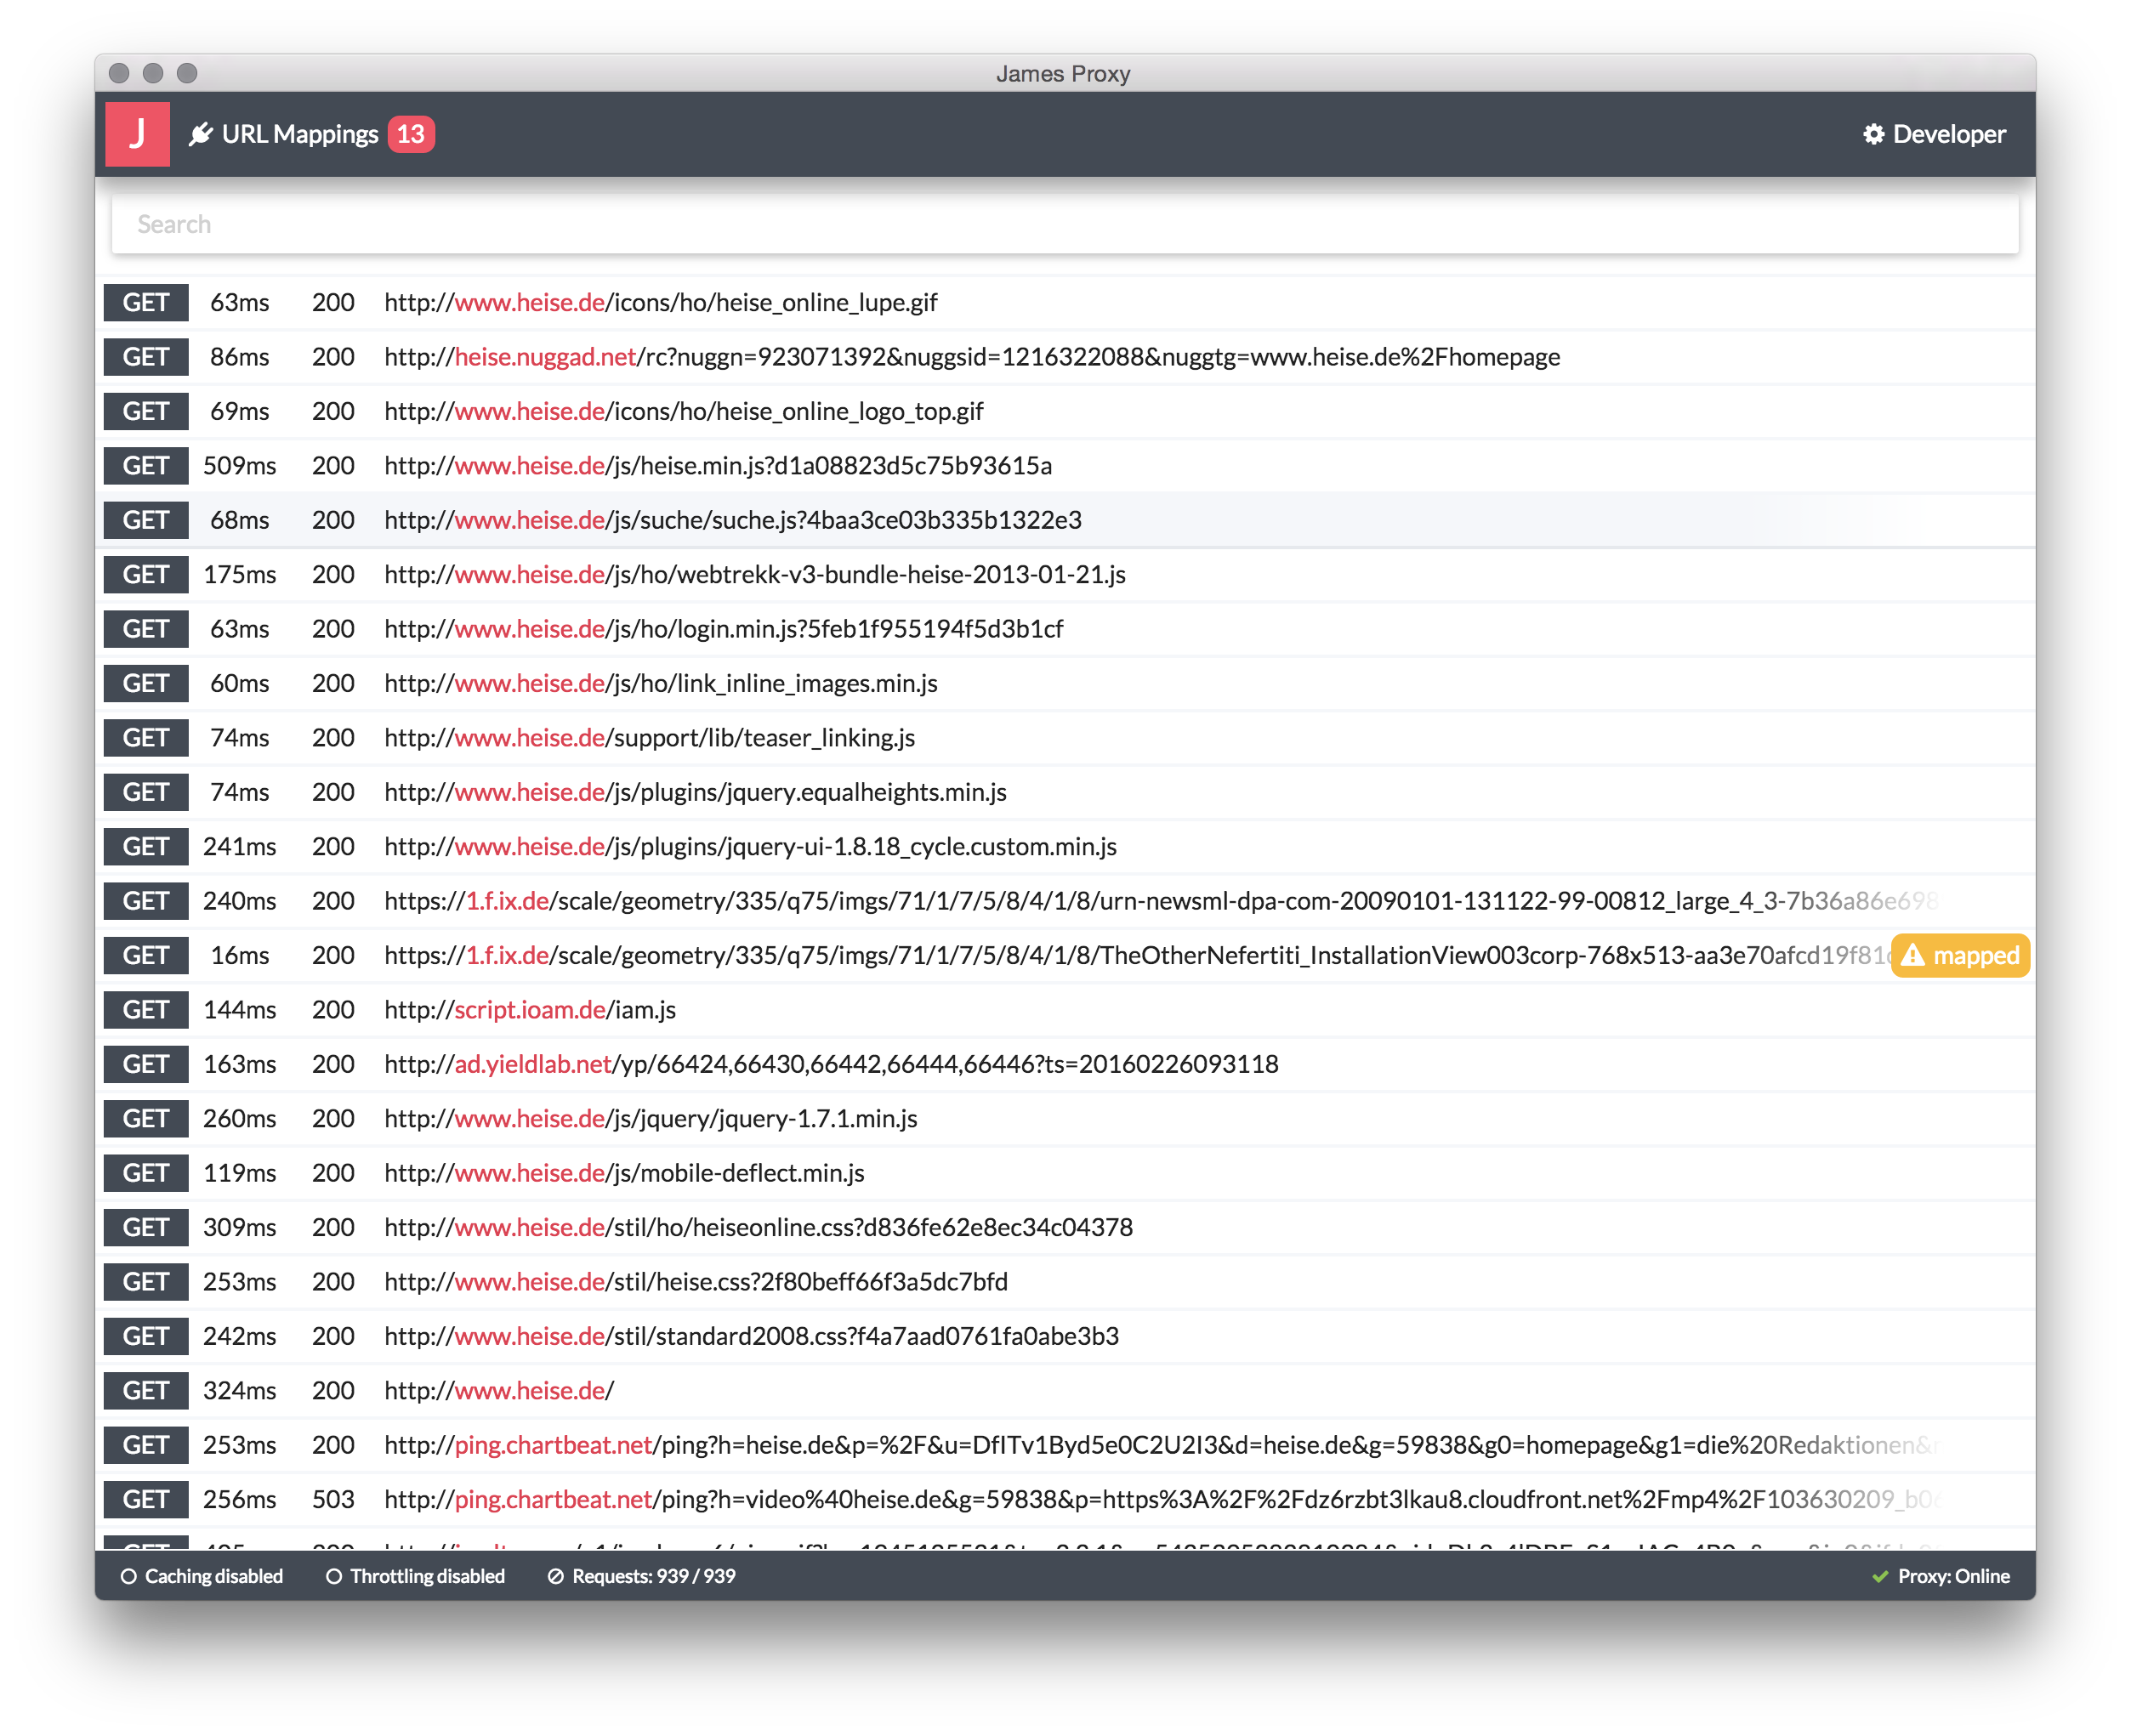 James Proxy
J URL Mappings 13 Developer
Search
GET 63ms 200 http://www.heise.de/icons/ho/heise_online_lupe.gif
GET 86ms 200 http://heise.nuggad.net/rc?nuggn=923071392&nuggsid=1216322088&nuggtg=www.heise.de%2Fhomepage
GET 69ms 200 http://www.heise.de/icons/ho/heise_online_logo_top.gif
GET 509ms 200 http://www.heise.de/js/heise.min.js?d1a08823d5c75b93615a
GET 68ms 200 http://www.heise.de/js/suche/suche.js?4baa3ce03b335b1322e3
GET 175ms 200 http://www.heise.de/js/ho/webtrekk-v3-bundle-heise-2013-01-21.js
GET 63ms 200 http://www.heise.de/js/ho/login.min.js?5feb1f955194f5d3b1cf
GET 60ms 200 http://www.heise.de/js/ho/link_inline_images.min.js
GET 74ms 200 http://www.heise.de/support/lib/teaser_linking.js
GET 74ms 200 http://www.heise.de/js/plugins/jquery.equalheights.min.js
GET 241ms 200 http://www.heise.de/js/plugins/jquery-ui-1.8.18_cycle.custom.min.js
GET 240ms 200 https://1.f.ix.de/scale/geometry/335/q75/imgs/71/1/7/5/8/4/1/8/urn-newsml-dpa-com-20090101-131122-99-00812_large_4_3-7b36a86e698
GET 16ms 200 https://1.f.ix.de/scale/geometry/335/q75/imgs/71/1/7/5/8/4/1/8/TheOtherNefertiti_InstallationView003corp-768x513-aa3e70afcd19f81 mapped
GET 144ms 200 http://script.ioam.de/iam.js
GET 163ms 200 http://ad.yieldlab.net/yp/66424,66430,66442,66444,66446?ts=20160226093118
GET 260ms 200 http://www.heise.de/js/jquery/jquery-1.7.1.min.js
GET 119ms 200 http://www.heise.de/js/mobile-deflect.min.js
GET 309ms 200 http://www.heise.de/stil/ho/heiseonline.css?d836fe62e8ec34c04378
GET 253ms 200 http://www.heise.de/stil/heise.css?2f80beff66f3a5dc7bfd
GET 242ms 200 http://www.heise.de/stil/standard2008.css?f4a7aad0761fa0abe3b3
GET 324ms 200 http://www.heise.de/
GET 253ms 200 http://ping.chartbeat.net/ping?h=heise.de&p=%2F&u=DfITv1Byd5e0C2U2I3&d=heise.de&g=59838&g0=homepage&g1=die%20Redaktionen&
GET 256ms 503 http://ping.chartbeat.net/ping?h=video%40heise.de&g=59838&p=https%3A%2F%2Fdz6rzbt3lkau8.cloudfront.net%2Fmp4%2F103630209_b0
Caching disabled Throttling disabled Requests: 939 / 939 Proxy: Online